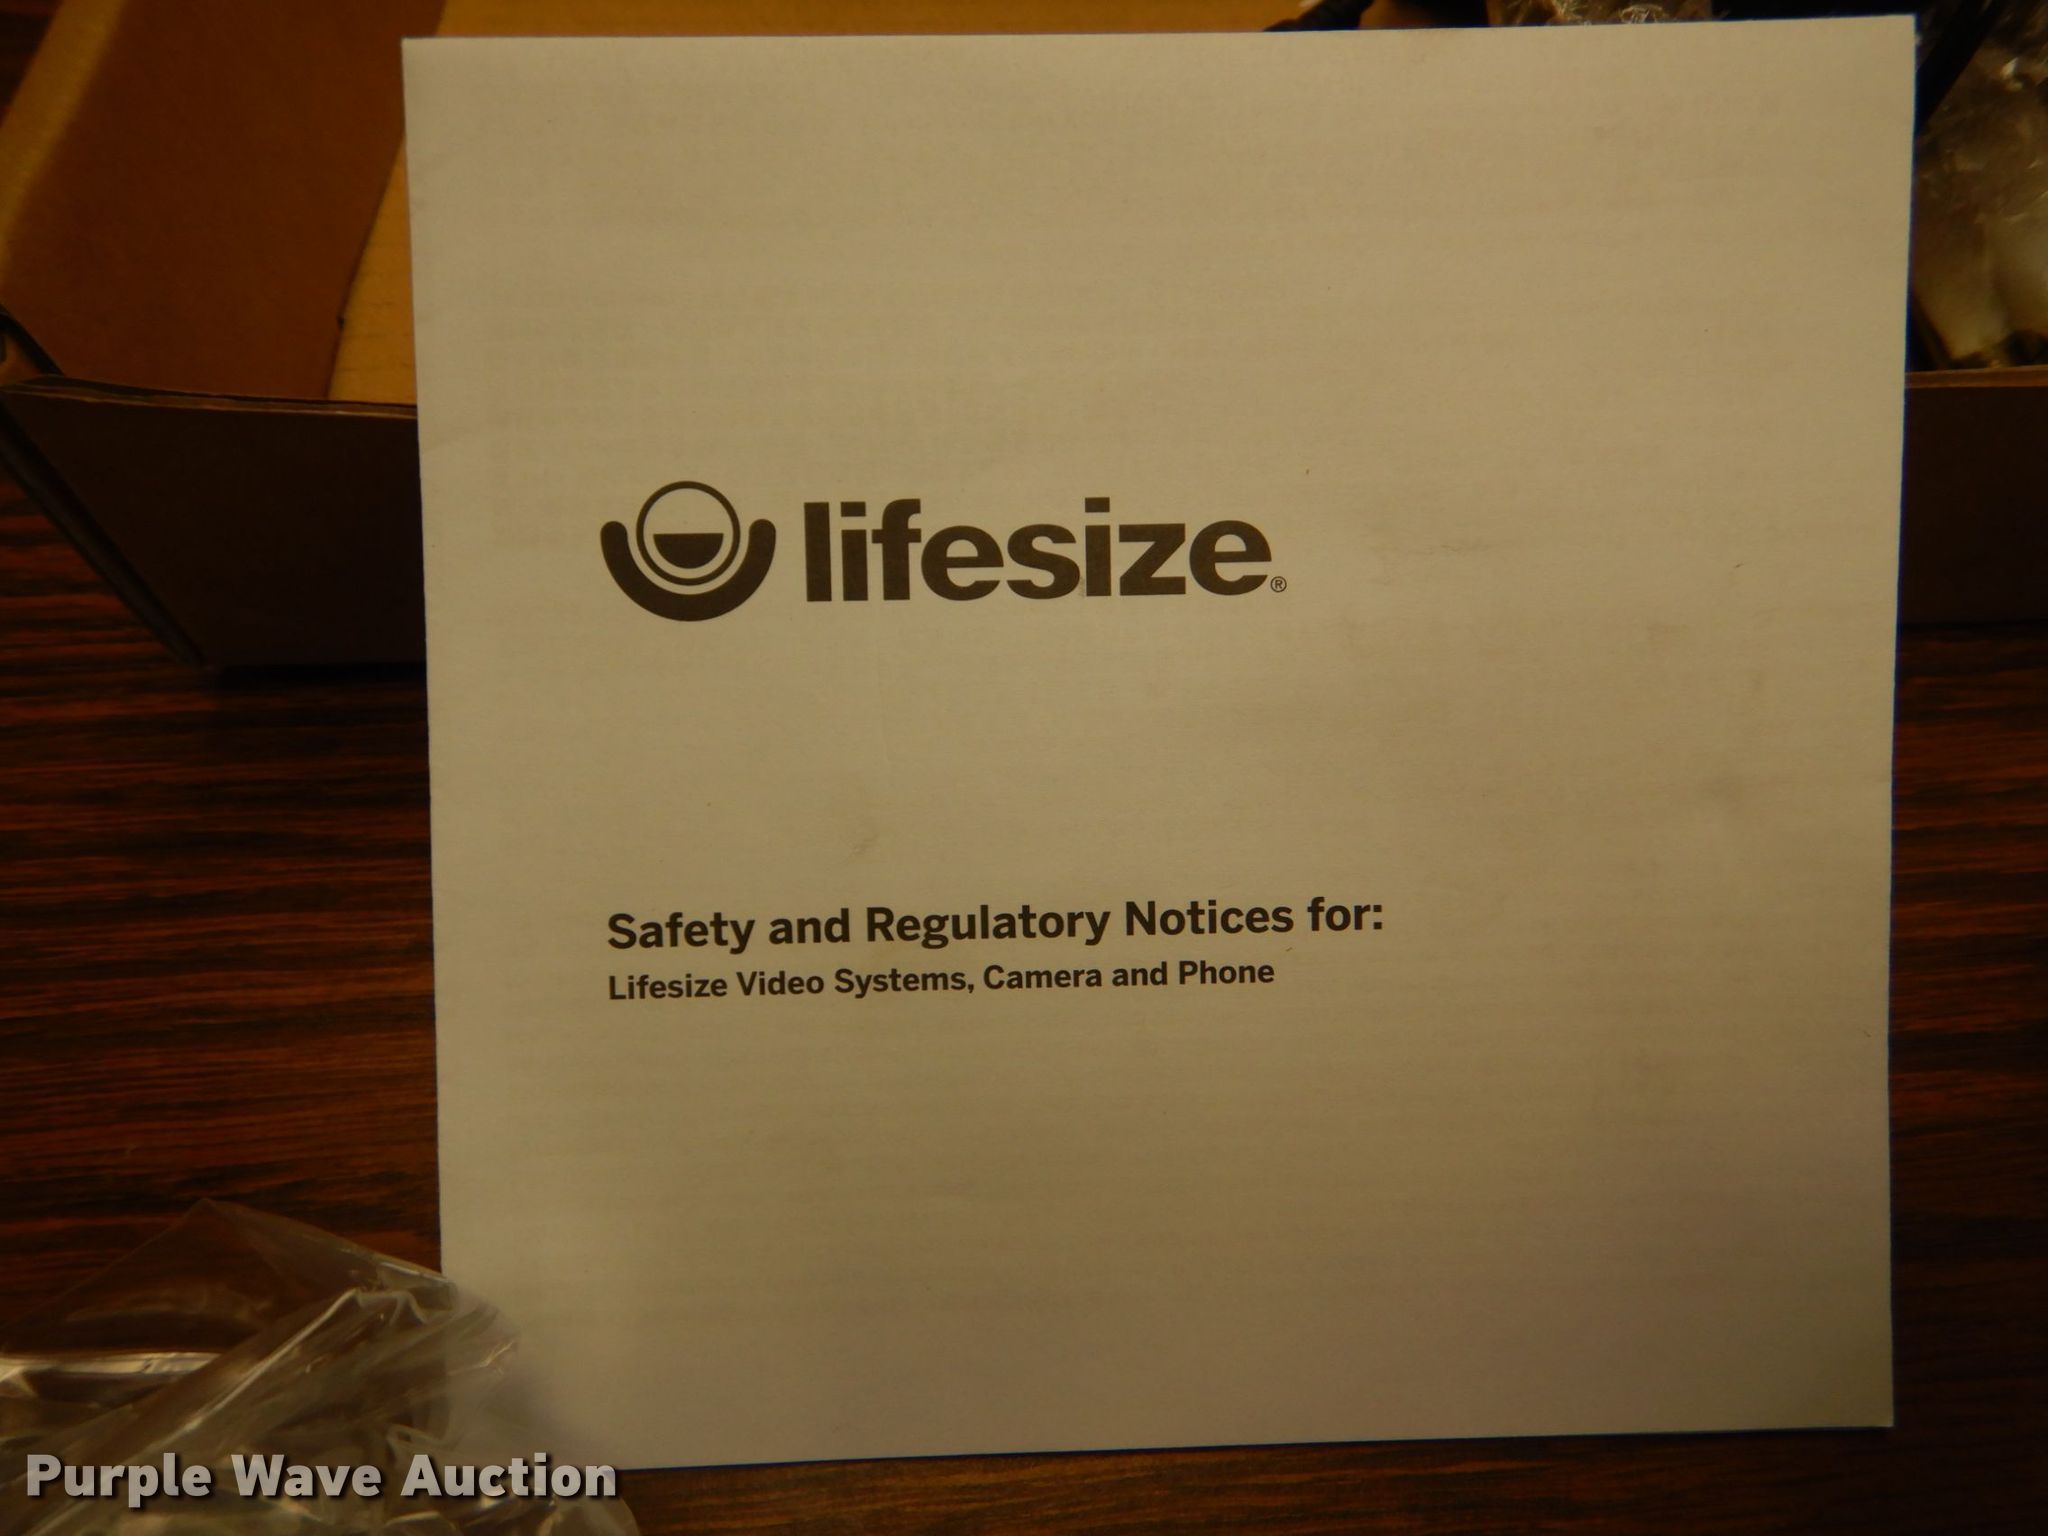 lifesize®
Safety and Regulatory Notices for:
Lifesize Video Systems, Camera and Phone
Purple Wave Auction